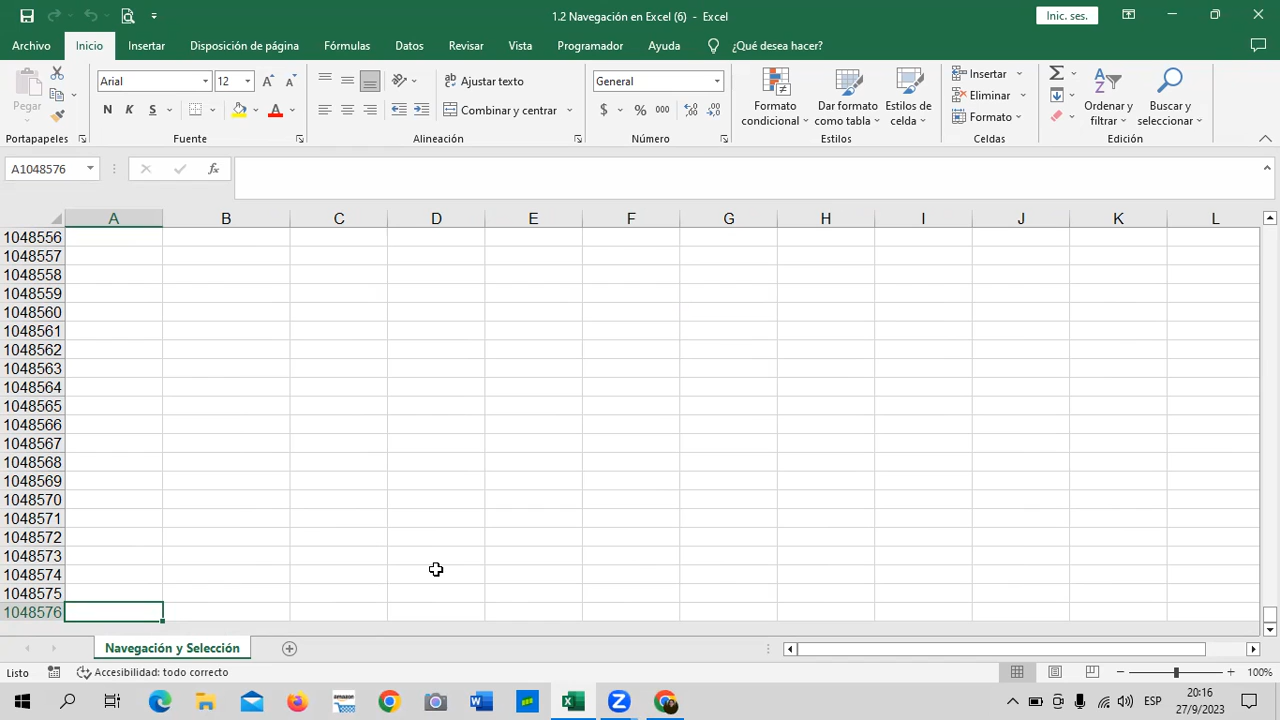 1.2 Navegación en Excel (6) - Excel
Inic. ses.
Archivo
Inicio
Insertar
Disposición de página
Fórmulas
Datos
Revisar
Vista
Programador
Ayuda
¿Qué desea hacer?
Pegar
Portapapeles
Arial
12
N K S
Fuente
Ajustar texto
Combinar y centrar
Alineación
General
$ % 000
Número
Formato condicional
Dar formato como tabla
Estilos de celda
Estilos
Insertar
Eliminar
Formato
Celdas
Ordenar y filtrar
Buscar y seleccionar
Edición
A1048576
fx
A B C D E F G H I J K L
1048556
1048557
1048558
1048559
1048560
1048561
1048562
1048563
1048564
1048565
1048566
1048567
1048568
1048569
1048570
1048571
1048572
1048573
1048574
1048575
1048576
Navegación y Selección
Listo
Accesibilidad: todo correcto
100%
ESP
20:16
27/9/2023